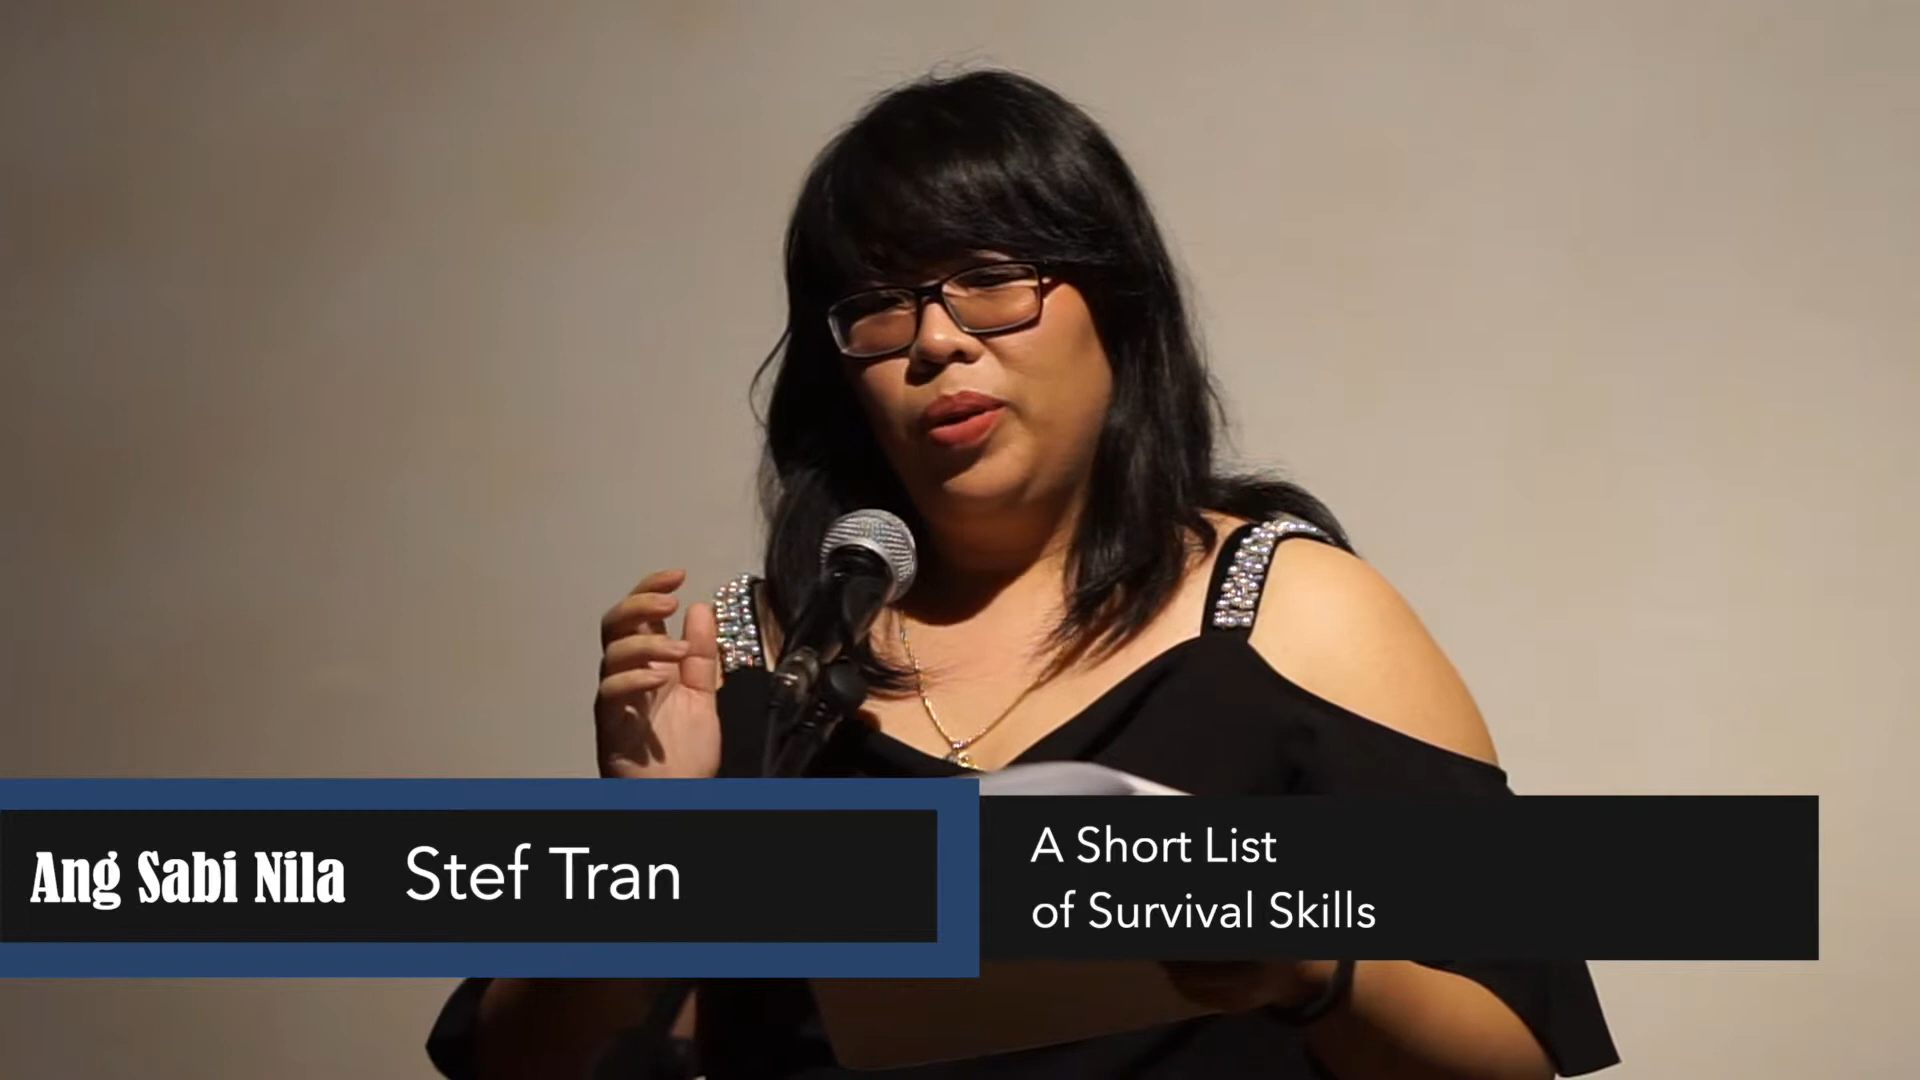 Ang Sabi Nila
Stef Tran
A Short List
of Survival Skills